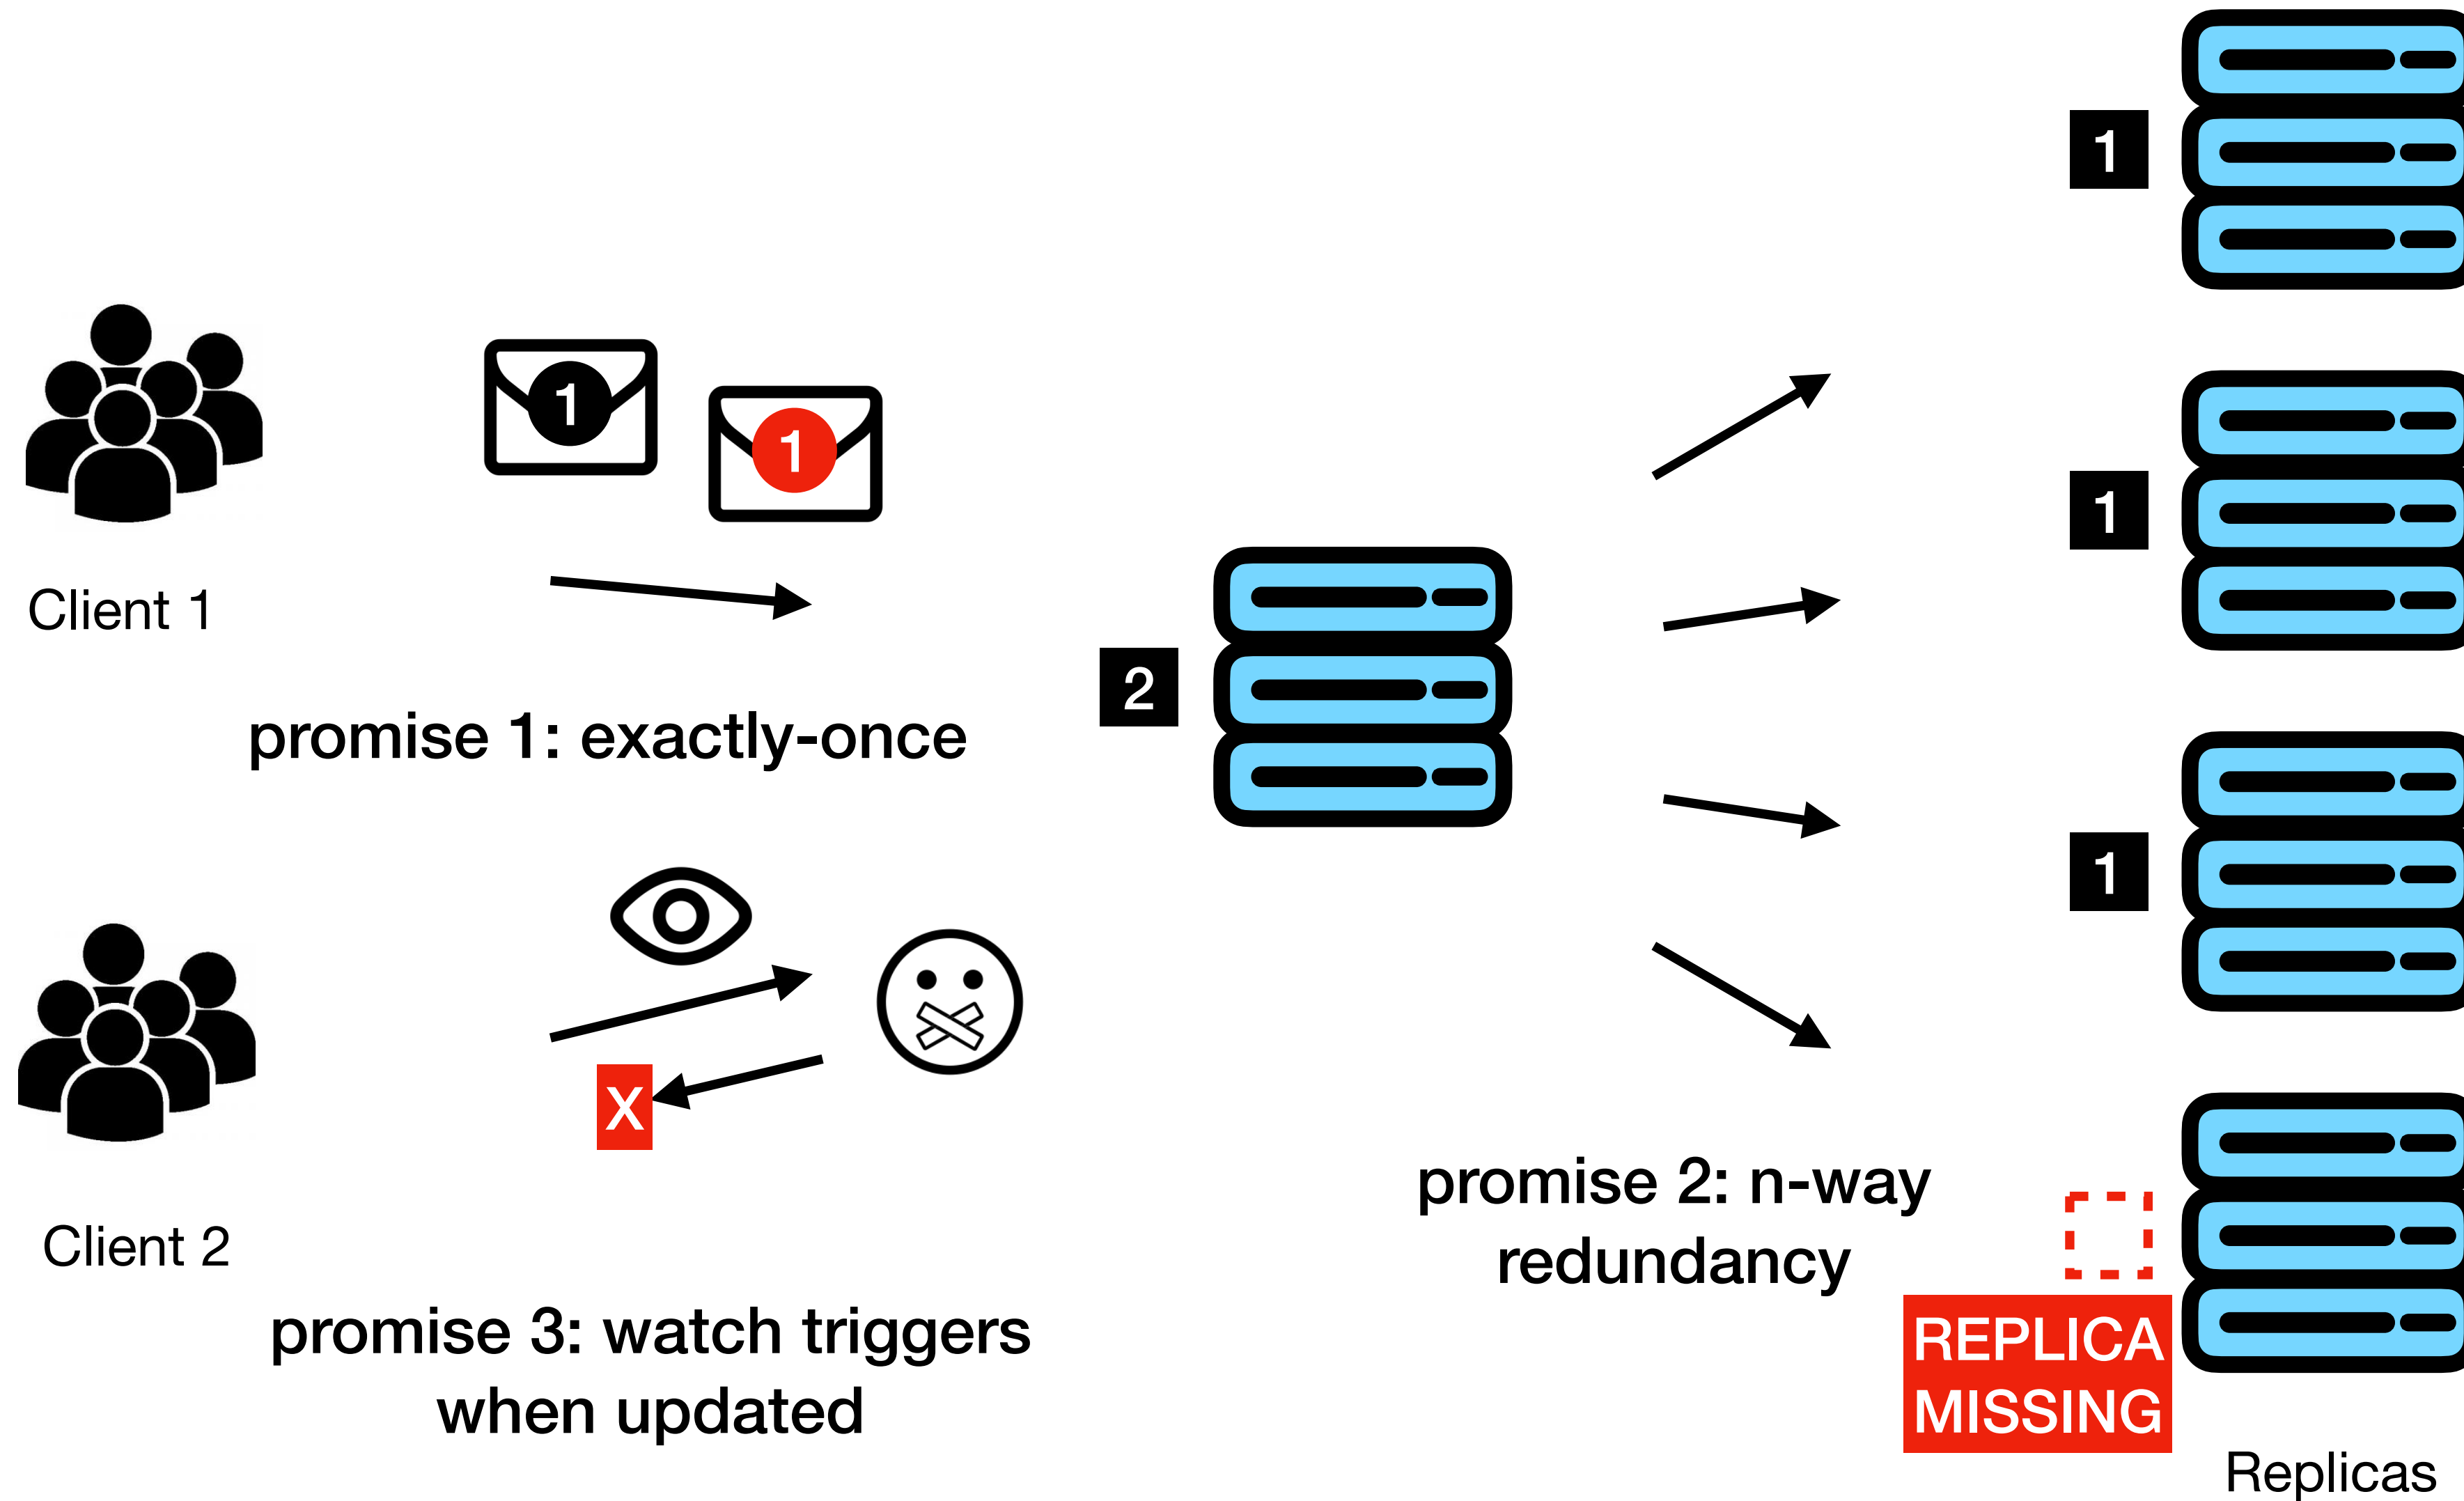 1
1
1
1
Client 1
2
promise 1: exactly-once
1
X
Client 2
promise 2: n-way
redundancy
promise 3: watch triggers
when updated
REPLICA
MISSING
Replicas